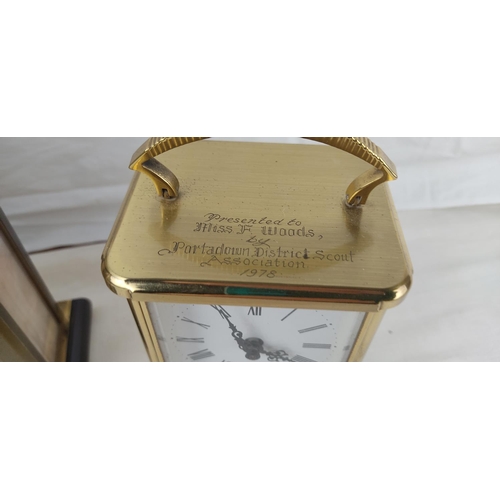 Presented to
Miss F Woods,
by
Portadown District Scout
Association
1978
XII